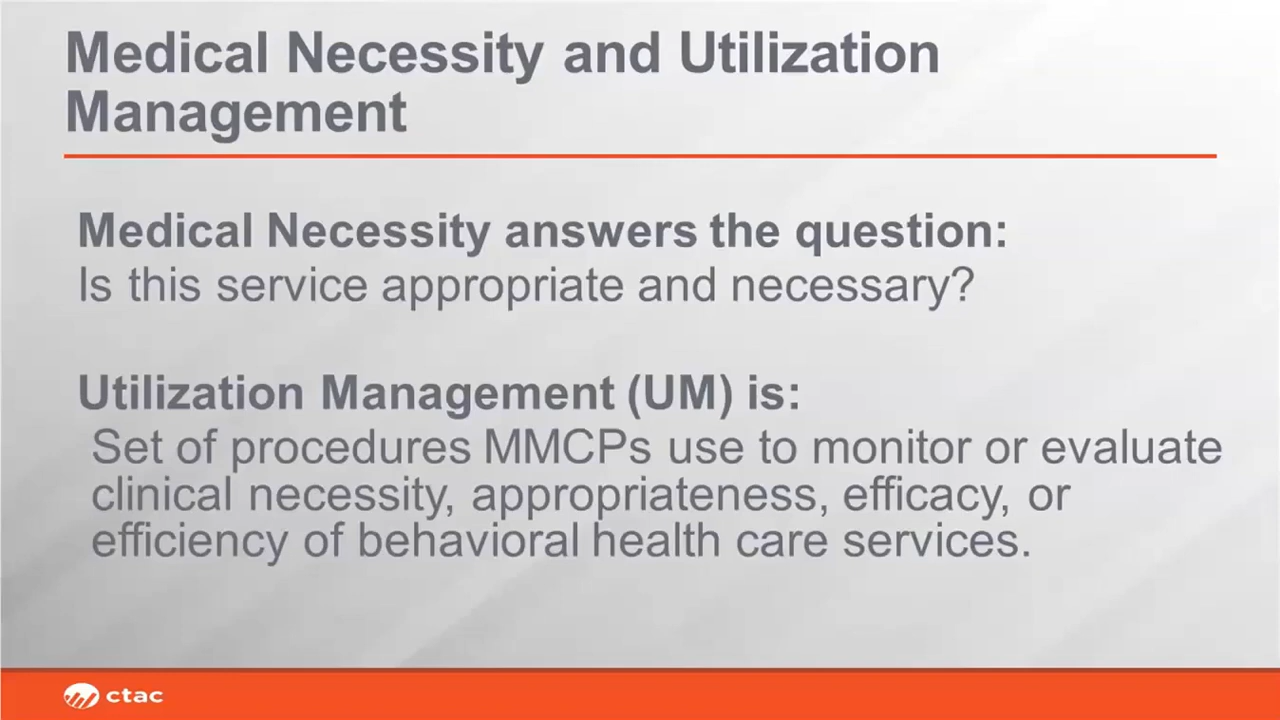 Medical Necessity and Utilization
Management
Medical Necessity answers the question:
Is this service appropriate and necessary?
Utilization Management (UM) is:
Set of procedures MMCPs use to monitor or evaluate
clinical necessity, appropriateness, efficacy, or
efficiency of behavioral health care services.
ctac